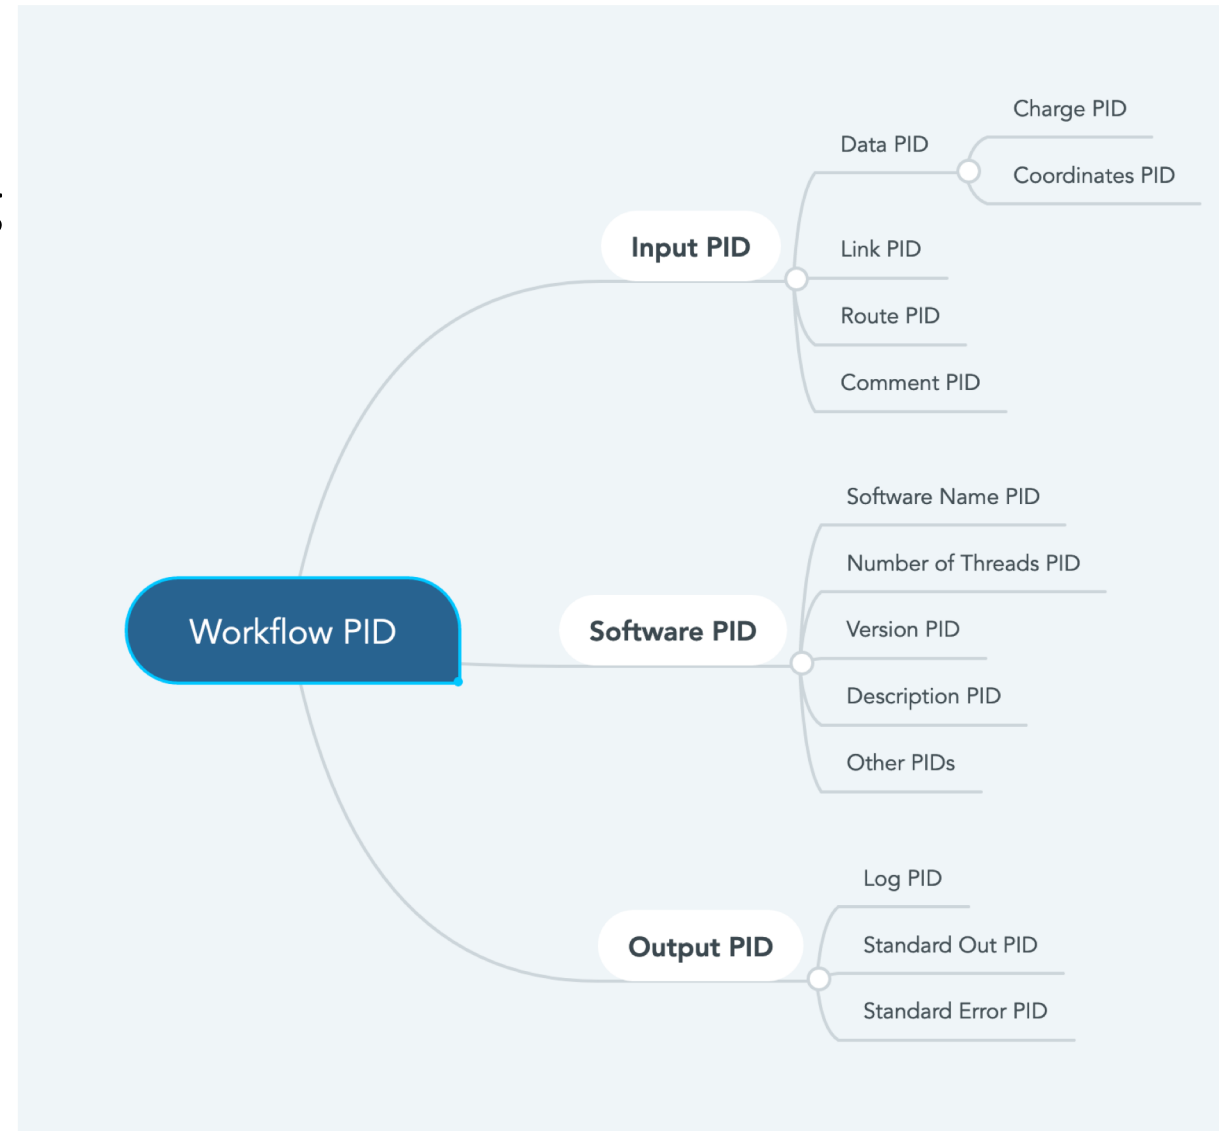 Charge PID
Data PID
Coordinates PID
Input PID
Link PID
Route PID
Comment PID
Software Name PID
Number of Threads PID
Workflow PID
Software PID
Version PID
Description PID
Other PIDs
Log PID
Output PID
Standard Out PID
Standard Error PID